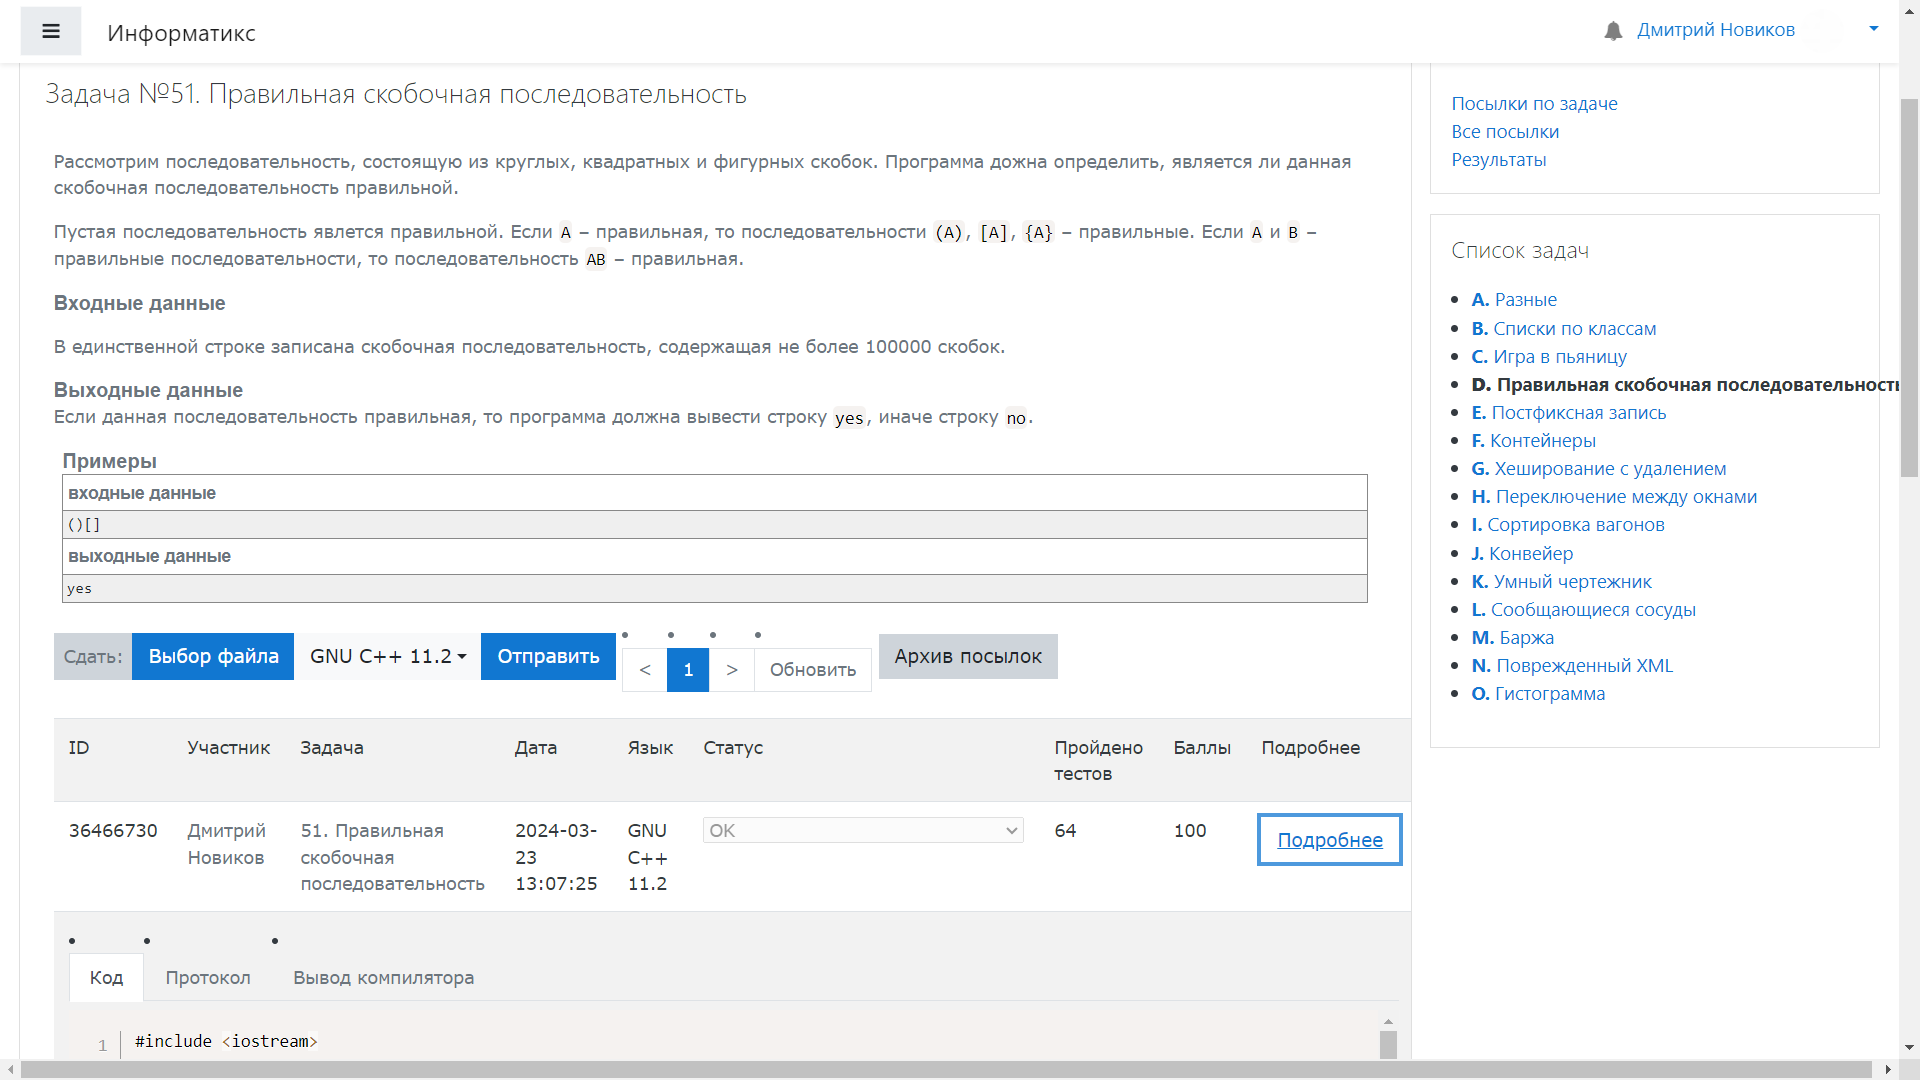 Информатикс
Дмитрий Новиков
Задача №51. Правильная скобочная последовательность
Рассмотрим последовательность, состоящую из круглых, квадратных и фигурных скобок. Программа дожна определить, является ли данная
скобочная последовательность правильной.
Пустая последовательность явлется правильной. Если A – правильная, то последовательности (A), [A], {A} – правильные. Если A и B –
правильные последовательности, то последовательность AB – правильная.
Входные данные
В единственной строке записана скобочная последовательность, содержащая не более 100000 скобок.
Выходные данные
Если данная последовательность правильная, то программа должна вывести строку yes, иначе строку no.
Примеры
входные данные
()[]
выходные данные
yes
Сдать: Выбор файла GNU C++ 11.2 Отправить < 1 > Обновить Архив посылок
ID Участник Задача Дата Язык Статус Пройдено тестов Баллы Подробнее
36466730 Дмитрий Новиков 51. Правильная скобочная последовательность 2024-03-23 13:07:25 GNU C++ 11.2 OK 64 100 Подробнее
Код Протокол Вывод компилятора
1 #include <iostream>
Посылки по задаче
Все посылки
Результаты
Список задач
A. Разные
B. Списки по классам
C. Игра в пьяницу
D. Правильная скобочная последовательность
E. Постфиксная запись
F. Контейнеры
G. Хеширование с удалением
H. Переключение между окнами
I. Сортировка вагонов
J. Конвейер
K. Умный чертежник
L. Сообщающиеся сосуды
M. Баржа
N. Поврежденный XML
O. Гистограмма